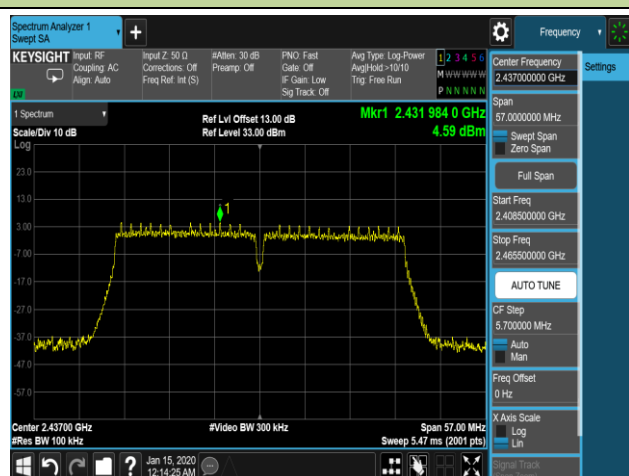 Spectrum Analyzer 1
Swept SA
+
Frequency
KEYSIGHT
Input: RF
Coupling: AC
Align: Auto
Input Z: 50 Ω
Corrections: Off
Freq Ref: Int (S)
#Atten: 30 dB
Preamp: Off
PNO: Fast
Gate: Off
IF Gain: Low
Sig Track: Off
Avg Type: Log-Power
Avg|Hold:>10/10
Trig: Free Run
1 2 3 4 5 6
M W W W W W
P N N N N N
1 Spectrum
Scale/Div 10 dB
Log
Ref Lvl Offset 13.00 dB
Ref Level 33.00 dBm
Mkr1 2.431 984 0 GHz
4.59 dBm
1
23.0
13.0
3.00
-7.00
-17.0
-27.0
-37.0
-47.0
-57.0
Center 2.43700 GHz
#Res BW 100 kHz
#Video BW 300 kHz
Span 57.00 MHz
Sweep 5.47 ms (2001 pts)
Center Frequency
2.437000000 GHz
Settings
Span
57.0000000 MHz
Swept Span
Zero Span
Full Span
Start Freq
2.408500000 GHz
Stop Freq
2.465500000 GHz
AUTO TUNE
CF Step
5.700000 MHz
Auto
Man
Freq Offset
0 Hz
X Axis Scale
Log
Lin
Signal Track
?
Jan 15, 2020
12:14:25 AM